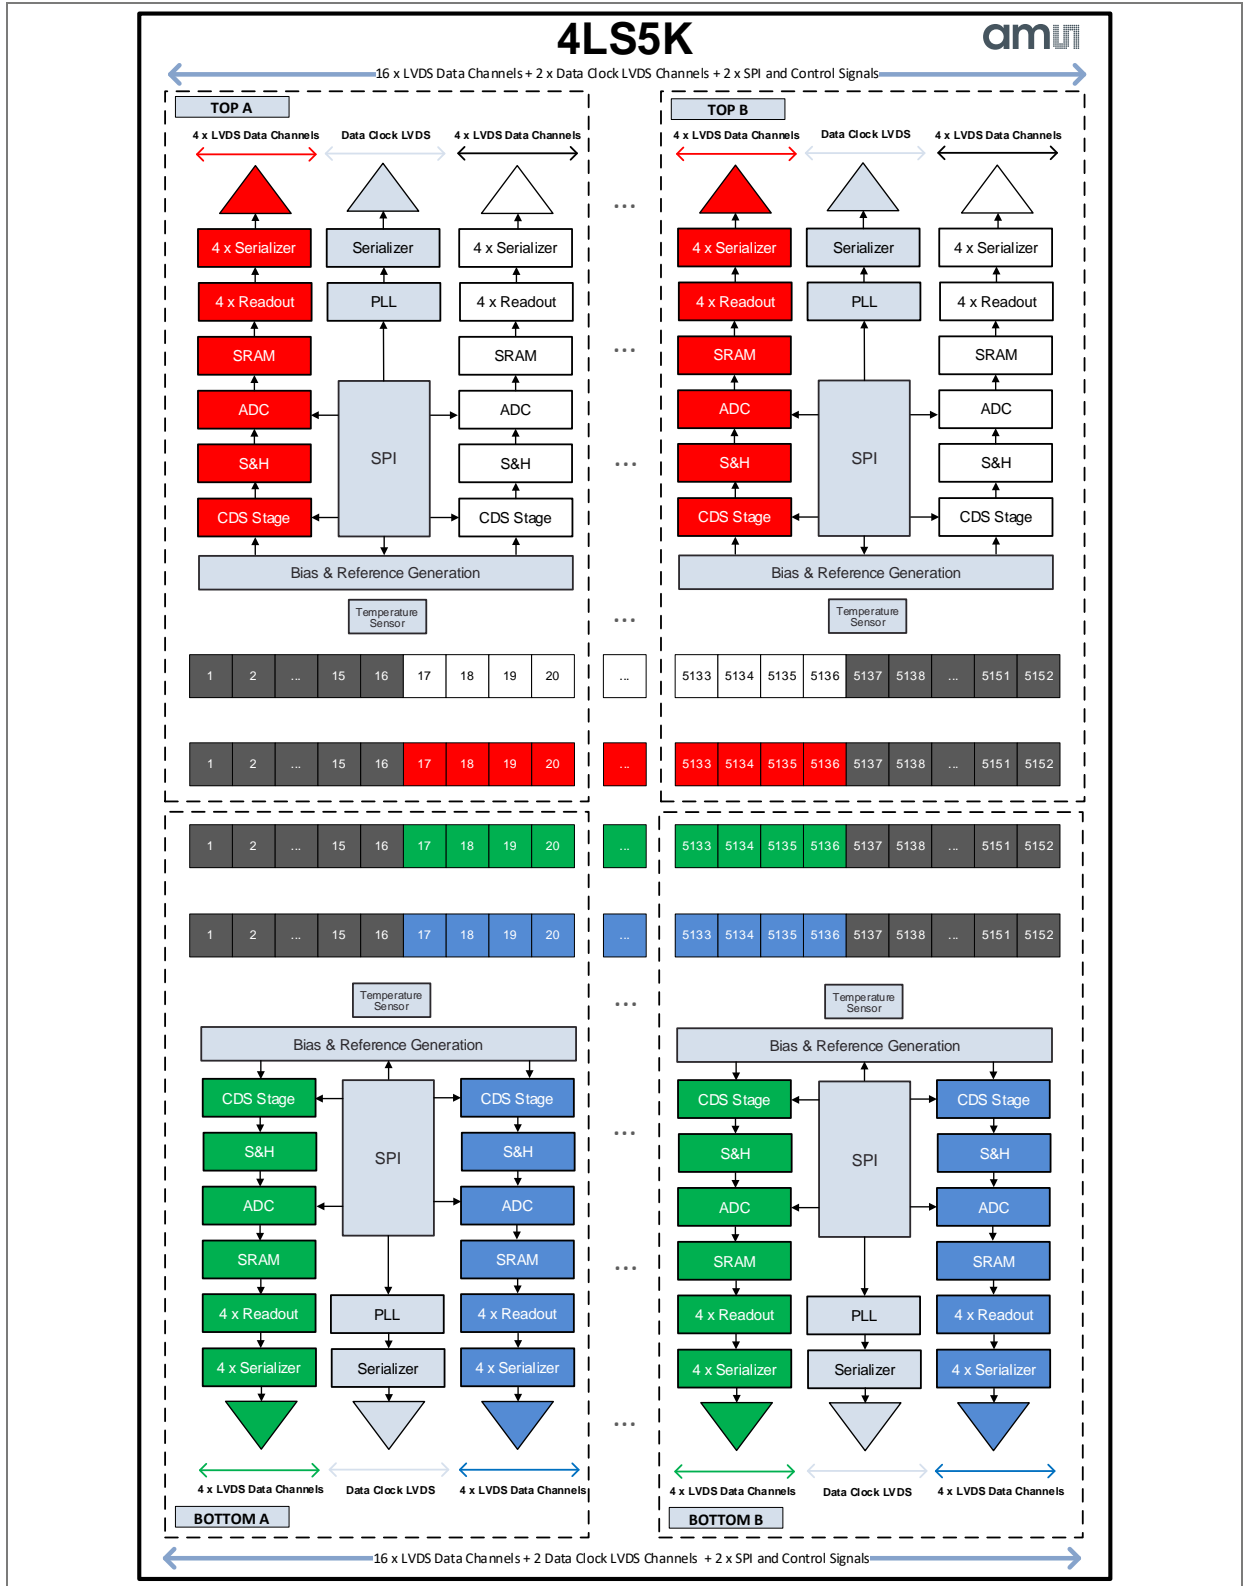 4LS5K
amu
16 x LVDS Data Channels + 2 x Data Clock LVDS Channels + 2 x SPI and Control Signals
TOP A
TOP B
4 x LVDS Data Channels Data Clock LVDS 4 x LVDS Data Channels
4 x LVDS Data Channels Data Clock LVDS 4 x LVDS Data Channels
...
4 x Serializer Serializer 4 x Serializer
4 x Serializer Serializer 4 x Serializer
4 x Readout PLL 4 x Readout
4 x Readout PLL 4 x Readout
SRAM SRAM
...
SRAM SRAM
ADC ADC
ADC ADC
S&H SPI S&H
...
S&H SPI S&H
CDS Stage CDS Stage
CDS Stage CDS Stage
Bias & Reference Generation
Bias & Reference Generation
Temperature
Sensor
...
Temperature
Sensor
1 2 ... 15 16 17 18 19 20 ... 5133 5134 5135 5136 5137 5138 ... 5151 5152
1 2 ... 15 16 17 18 19 20 ... 5133 5134 5135 5136 5137 5138 ... 5151 5152
1 2 ... 15 16 17 18 19 20 ... 5133 5134 5135 5136 5137 5138 ... 5151 5152
1 2 ... 15 16 17 18 19 20 ... 5133 5134 5135 5136 5137 5138 ... 5151 5152
Temperature
Sensor
...
Temperature
Sensor
Bias & Reference Generation
Bias & Reference Generation
CDS Stage CDS Stage
CDS Stage CDS Stage
...
S&H SPI S&H
S&H SPI S&H
ADC ADC
ADC ADC
SRAM SRAM
...
SRAM SRAM
4 x Readout PLL 4 x Readout
4 x Readout PLL 4 x Readout
4 x Serializer Serializer 4 x Serializer
4 x Serializer Serializer 4 x Serializer
...
4 x LVDS Data Channels Data Clock LVDS 4 x LVDS Data Channels
4 x LVDS Data Channels Data Clock LVDS 4 x LVDS Data Channels
BOTTOM A
BOTTOM B
16 x LVDS Data Channels + 2 Data Clock LVDS Channels + 2 x SPI and Control Signals